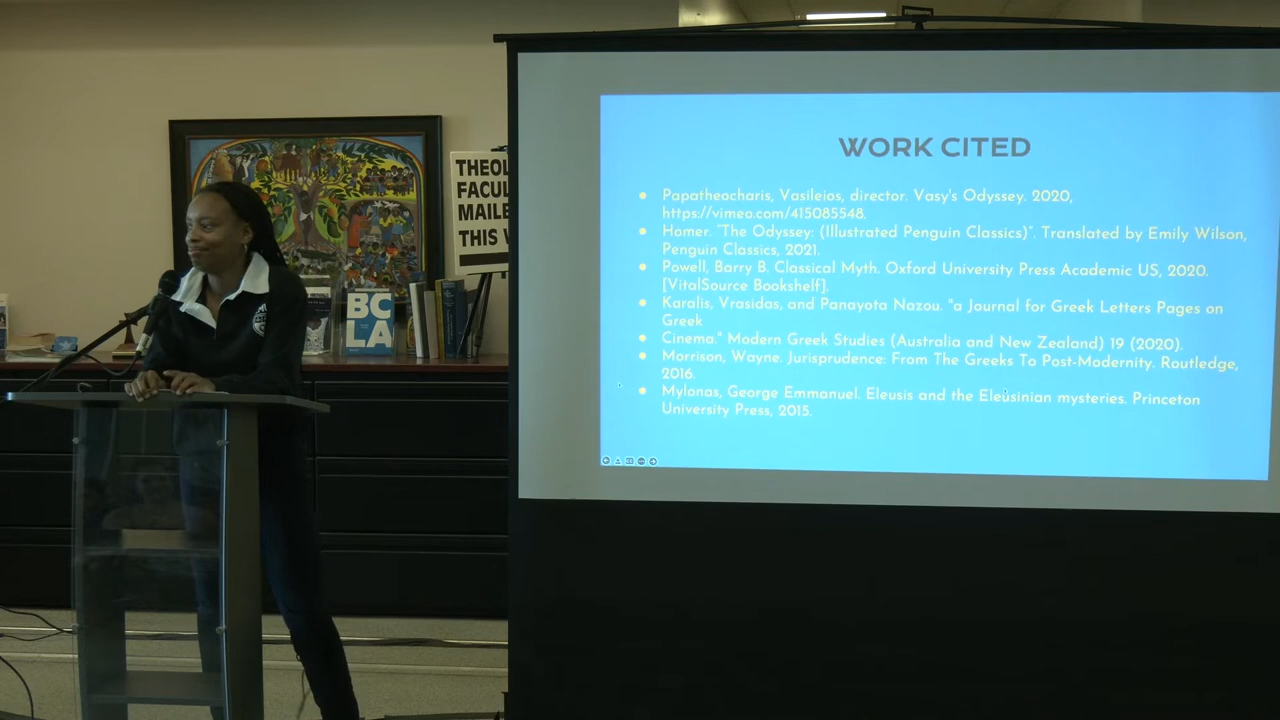 THEOL
FACUL
MAILB
THIS W
BC
LA
WORK CITED
Papatheocharis, Vasileios, director. Vasy's Odyssey. 2020,
https://vimeo.com/415085548.
Homer. "The Odyssey: (Illustrated Penguin Classics)". Translated by Emily Wilson,
Penguin Classics, 2021.
Powell, Barry B. Classical Myth. Oxford University Press Academic US, 2020.
[VitalSource Bookshelf].
Karalis, Vrasidas, and Panayota Nazou. "a Journal for Greek Letters Pages on
Greek
Cinema." Modern Greek Studies (Australia and New Zealand) 19 (2020).
Morrison, Wayne. Jurisprudence: From The Greeks To Post-Modernity. Routledge,
2016.
Mylonas, George Emmanuel. Eleusis and the Eleusinian mysteries. Princeton
University Press, 2015.